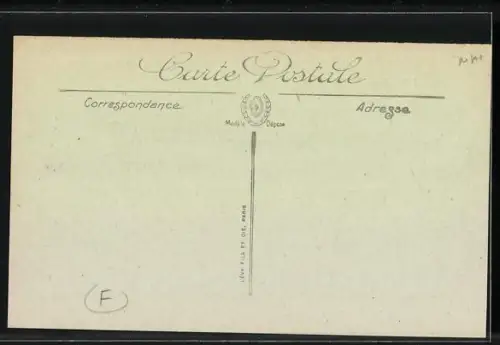 Carte Postale
Correspondance
Adresse
Modèle Déposé
LÉVY FILS ET CIE, PARIS
F